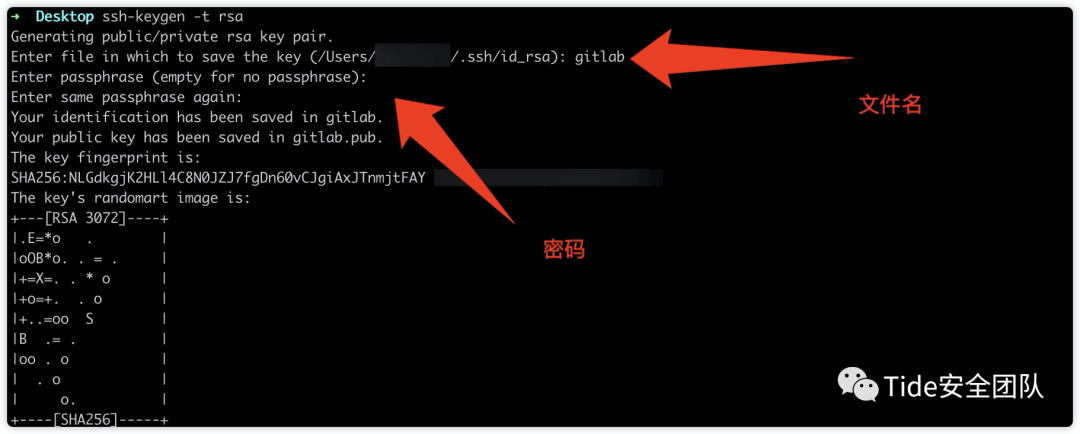 ➜  Desktop ssh-keygen -t rsa
Generating public/private rsa key pair.
Enter file in which to save the key (/Users/ /.ssh/id_rsa): gitlab
Enter passphrase (empty for no passphrase):
文件名
Enter same passphrase again:
Your identification has been saved in gitlab.
Your public key has been saved in gitlab.pub.
The key fingerprint is:
SHA256:NLGdkgjK2HLl4C8N0JZJ7fgDn60vCJgiAxJTnmjtFAY
The key's randomart image is:
+---[RSA 3072]----+
|.E=*o   .        |
密码
|oOB*o. . = .     |
|+=X=. . * o      |
|+o=+.  . o       |
|+..=oo  S        |
|B  .= .          |
|oo . o           |
|  . o            |
|     o.          |
+----[SHA256]-----+
Tide安全团队